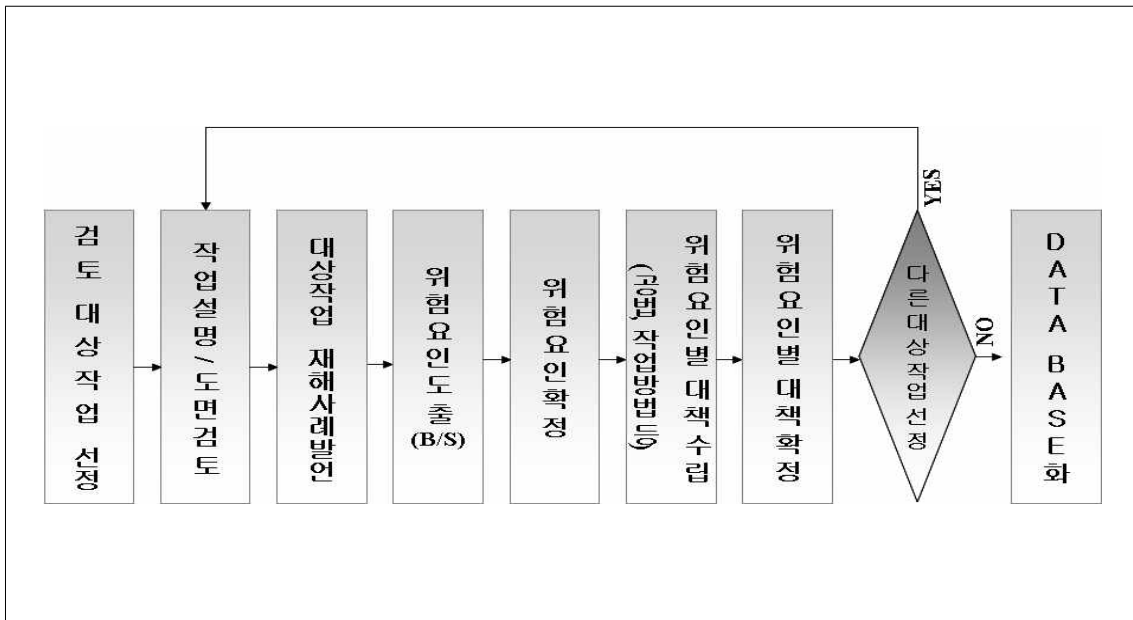 검토 대상작업 선정
작업설명/도면검토
대상작업 재해사례발언
위험요인도출
(B/S)
위험요인확정
위험요인별 대책수립
(공법, 작업방법 등)
위험요인별 대책확정
다른대상작업선정
YES
NO
DATA BASE화